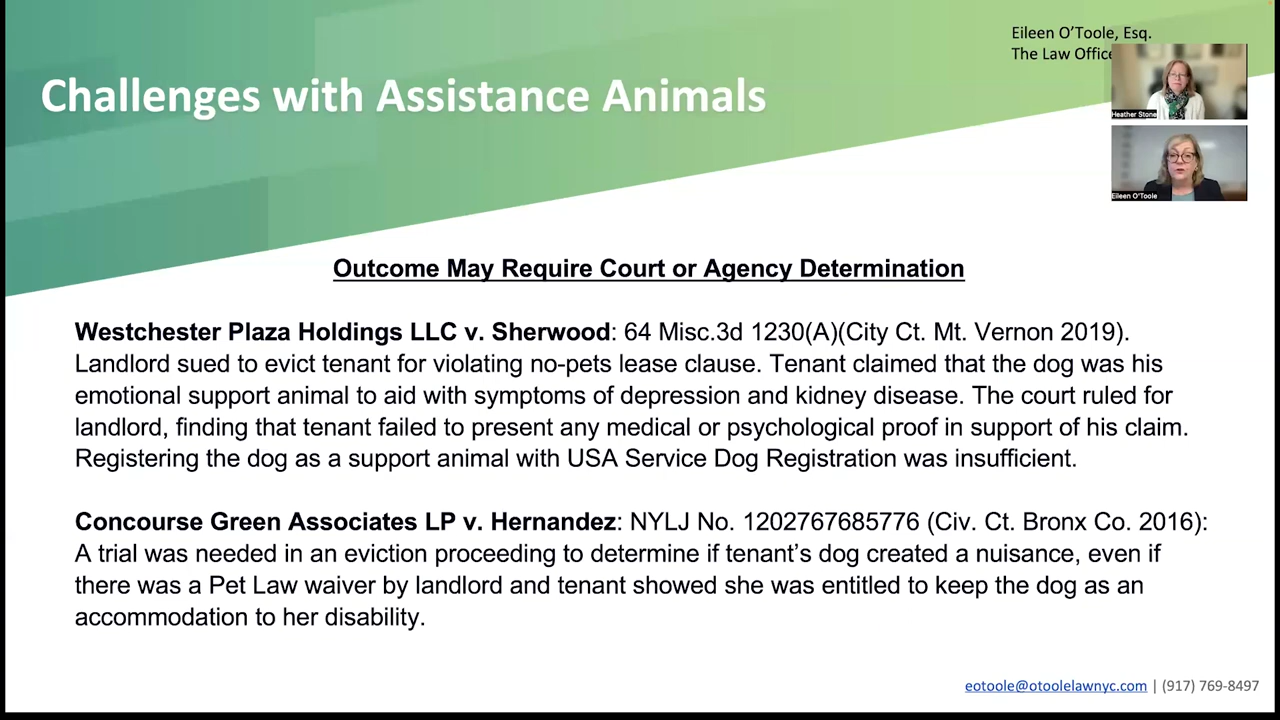 Eileen O'Toole, Esq.
The Law Office
Challenges with Assistance Animals
Heather Stone
Eileen O'Toole
Outcome May Require Court or Agency Determination
Westchester Plaza Holdings LLC v. Sherwood: 64 Misc.3d 1230(A)(City Ct. Mt. Vernon 2019).
Landlord sued to evict tenant for violating no-pets lease clause. Tenant claimed that the dog was his
emotional support animal to aid with symptoms of depression and kidney disease. The court ruled for
landlord, finding that tenant failed to present any medical or psychological proof in support of his claim.
Registering the dog as a support animal with USA Service Dog Registration was insufficient.
Concourse Green Associates LP v. Hernandez: NYLJ No. 1202767685776 (Civ. Ct. Bronx Co. 2016):
A trial was needed in an eviction proceeding to determine if tenant's dog created a nuisance, even if
there was a Pet Law waiver by landlord and tenant showed she was entitled to keep the dog as an
accommodation to her disability.
eotoole@otoolelawnyc.com | (917) 769-8497